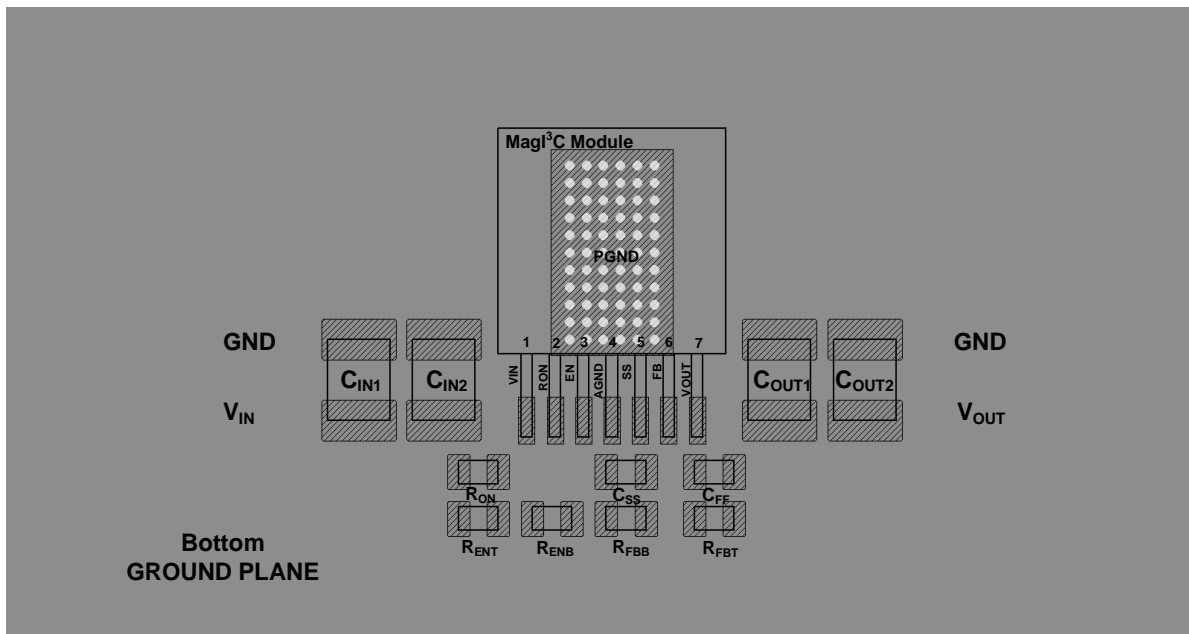 MagI³C Module
PGND
1 2 3 4 5 6 7
VIN
RON
EN
AGND
SS
FB
VOUT
GND
V_IN
C_IN1
C_IN2
C_OUT1
C_OUT2
GND
V_OUT
R_ON
C_SS
C_FF
R_ENT
R_ENB
R_FBB
R_FBT
Bottom
GROUND PLANE